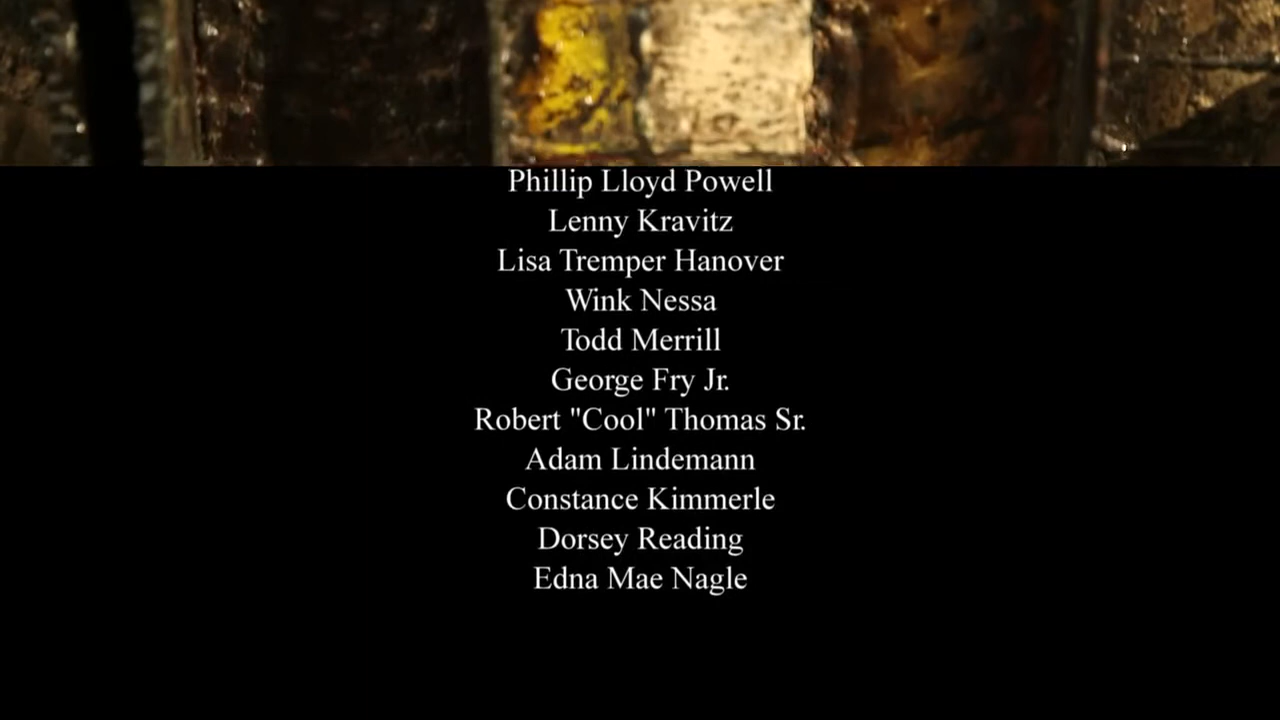 Phillip Lloyd Powell
Lenny Kravitz
Lisa Tremper Hanover
Wink Nessa
Todd Merrill
George Fry Jr.
Robert "Cool" Thomas Sr.
Adam Lindemann
Constance Kimmerle
Dorsey Reading
Edna Mae Nagle